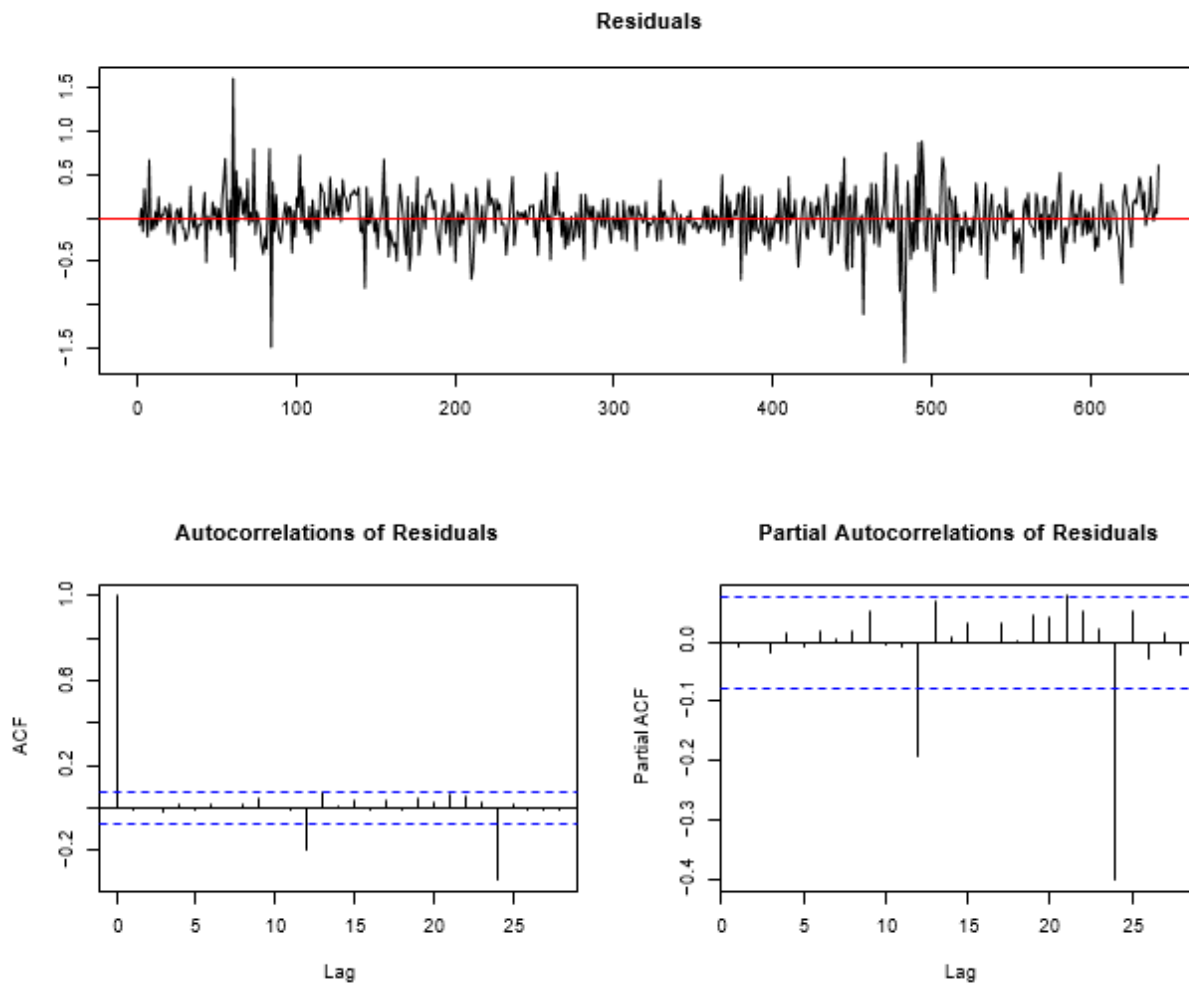 Residuals
1.5
1.0
0.5
−0.5
−1.5
0 100 200 300 400 500 600
Autocorrelations of Residuals
ACF
1.0
0.6
0.2
−0.2
0 5 10 15 20 25
Lag
Partial Autocorrelations of Residuals
Partial ACF
0.0
−0.1
−0.2
−0.3
−0.4
0 5 10 15 20 25
Lag